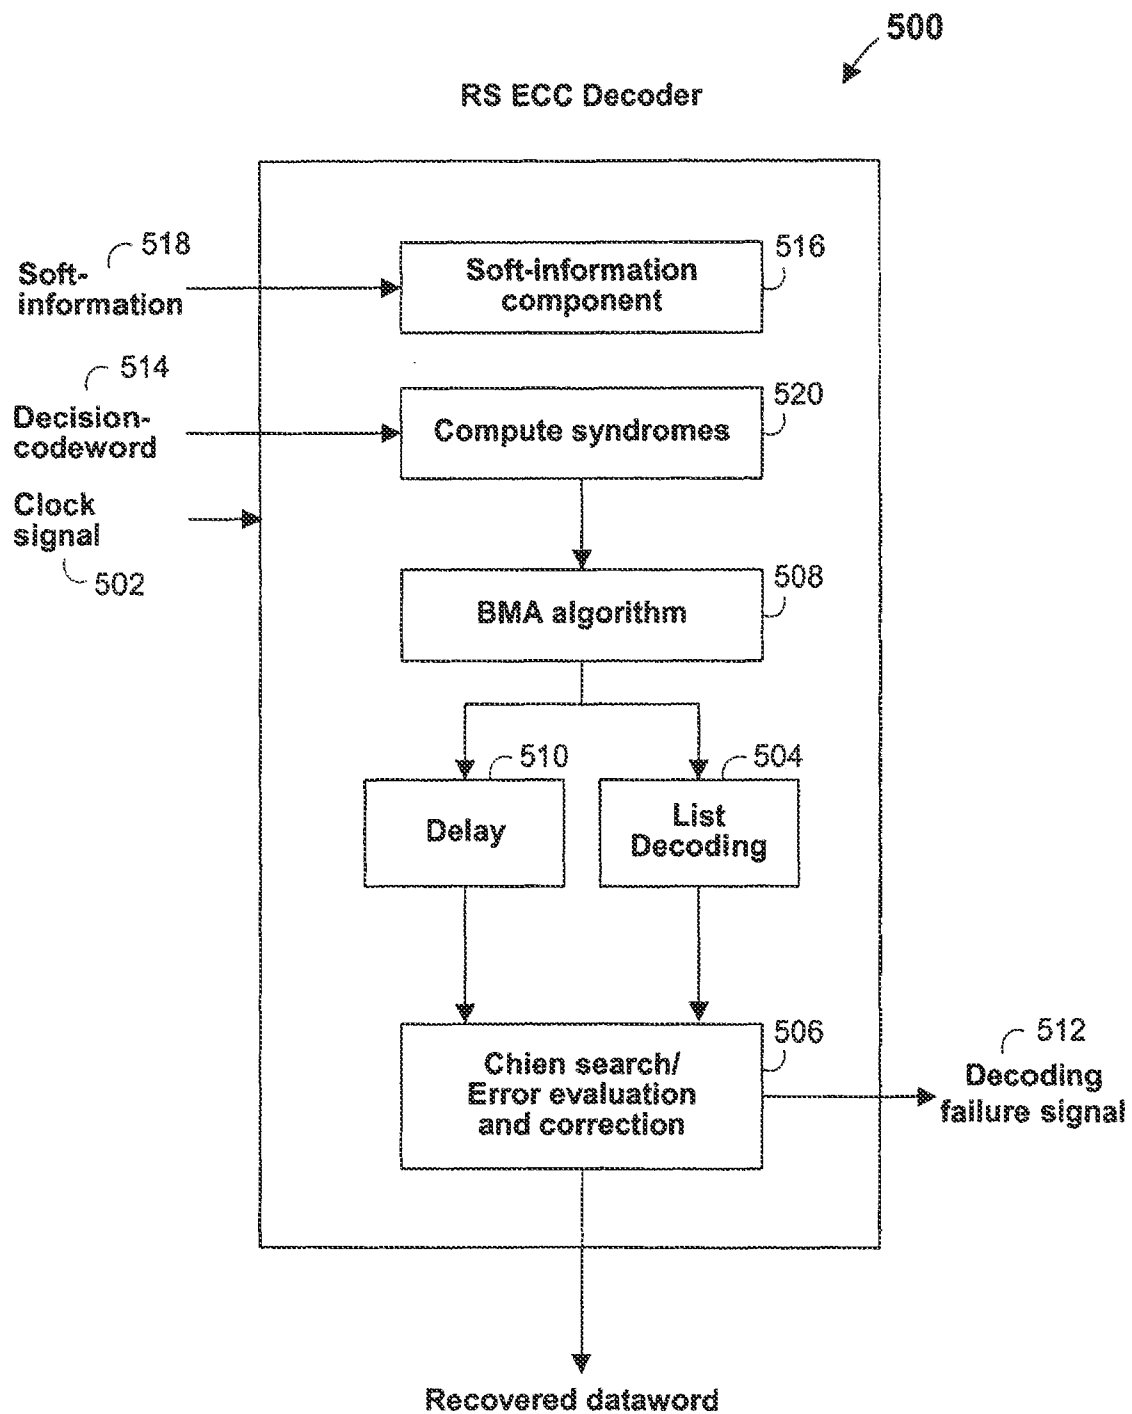 500
RS ECC Decoder
518
Soft-
information
516
Soft-information
component
514
Decision-
codeword
520
Compute syndromes
Clock
signal
502
508
BMA algorithm
510
Delay
504
List
Decoding
506
Chien search/
Error evaluation
and correction
512
Decoding
failure signal
Recovered dataword